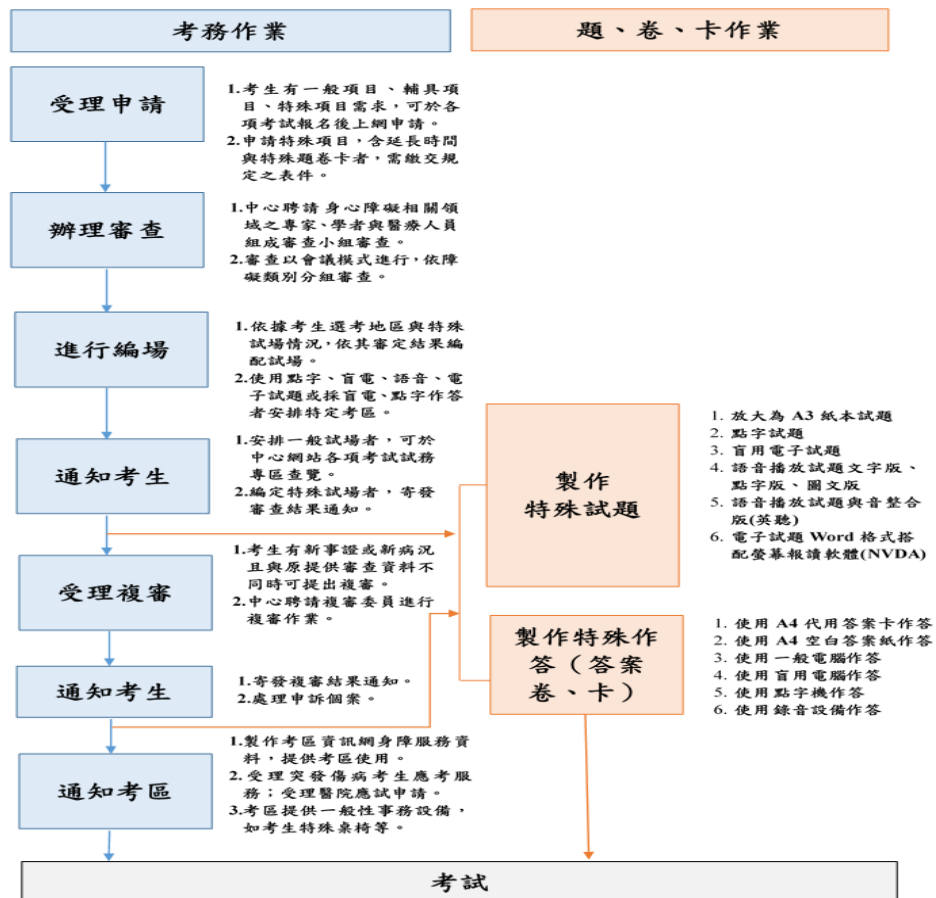 考務作業
題、卷、卡作業
受理申請
1.考生有一般項目、輔具項
目、特殊項目需求，可於各
項考試報名後上網申請。
2.申請特殊項目，含延長時間
與特殊題卷卡者，需繳交規
定之表件。
辦理審查
1.中心聘請身心障礙相關領
域之專家、學者與醫療人員
組成審查小組審查。
2.審查以會議模式進行，依障
礙類別分組審查。
進行編場
1.依據考生選考地區與特殊
試場情況，依其審定結果編
配試場。
2.使用點字、盲電、語音、電
子試題或採盲電、點字作答
者安排特定考區。
通知考生
1.安排一般試場者，可於
中心網站各項考試試務
專區查覽。
2.編定特殊試場者，寄發
審查結果通知。
受理複審
1.考生有新事證或新病況
且與原提供審查資料不
同時可提出複審。
2.中心聘請複審委員進行
複審作業。
通知考生
1.寄發複審結果通知。
2.處理申訴個案。
通知考區
1.製作考區資訊網身障服務資
料，提供考區使用。
2.受理突發傷病考生應考服
務；受理醫院應試申請。
3.考區提供一般性事務設備，
如考生特殊桌椅等。
製作
特殊試題
1. 放大為 A3 紙本試題
2. 點字試題
3. 盲用電子試題
4. 語音播放試題文字版、
點字版、圖文版
5. 語音播放試題與音整合
版(英聽)
6. 電子試題 Word 格式搭
配螢幕報讀軟體(NVDA)
製作特殊作
答（答案
卷、卡）
1. 使用 A4 代用答案卡作答
2. 使用 A4 空白答案紙作答
3. 使用一般電腦作答
4. 使用盲用電腦作答
5. 使用點字機作答
6. 使用錄音設備作答
考試